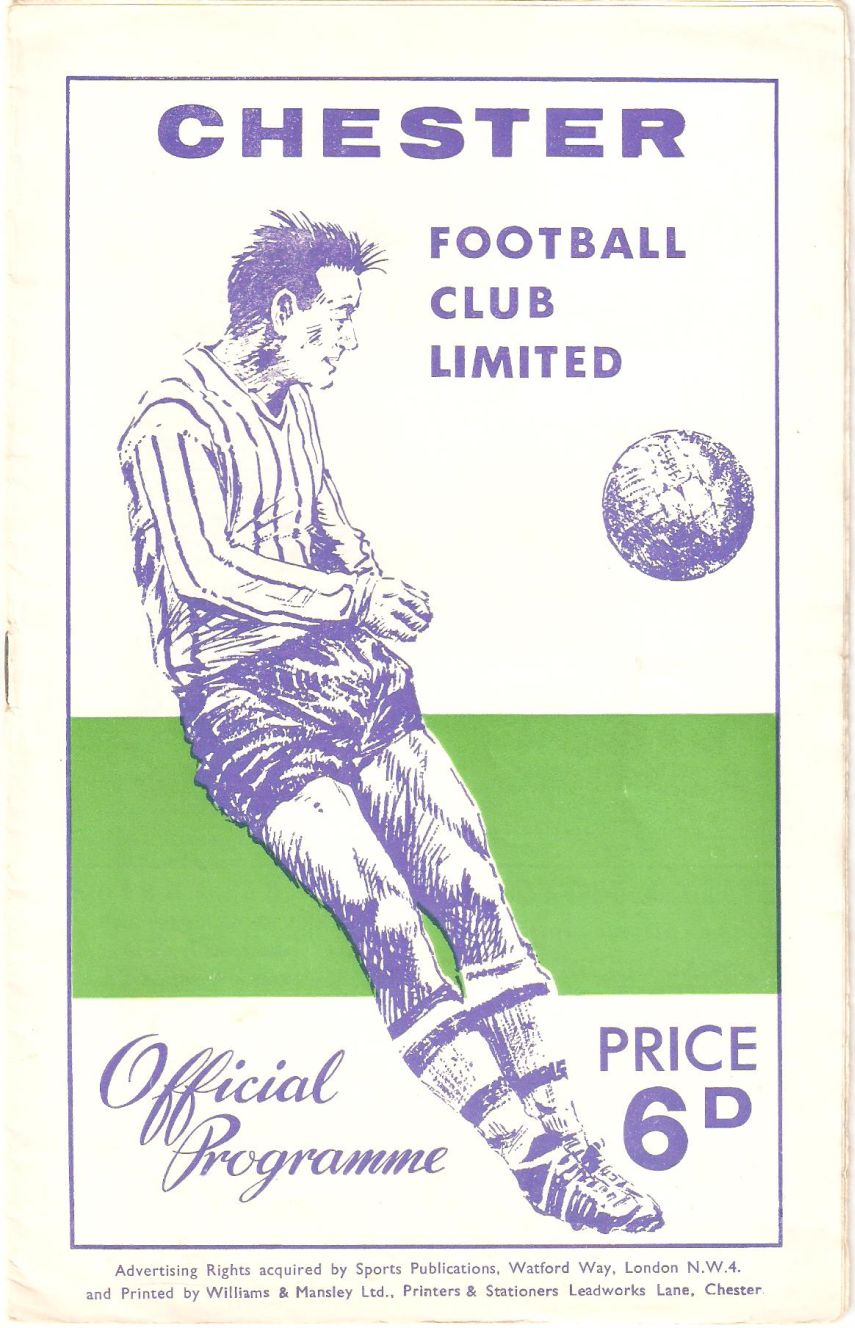 CHESTER
FOOTBALL
CLUB
LIMITED
Official
Programme
PRICE
6D
Advertising Rights acquired by Sports Publications, Watford Way, London N.W.4.
and Printed by Williams & Mansley Ltd., Printers & Stationers Leadworks Lane, Chester